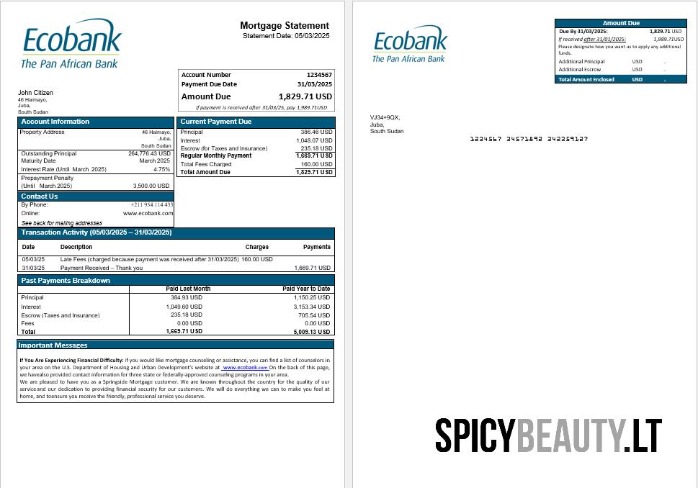 Ecobank
The Pan African Bank
Mortgage Statement
Statement Date: 05/03/2025
Account Number 1234567
Payment Due Date 31/03/2025
Amount Due 1,829.71 USD
If payment is received after 31/03/25, pay 1,989.71USD
John Citizen
46 Haimayo,
Juba,
South Sudan
Account Information
Property Address 46 Haimayo,
Juba,
South Sudan
Outstanding Principal 264,776.43 USD
Maturity Date March 2025
Interest Rate (Until March 2025) 4.75%
Prepayment Penalty
(Until March 2025) 3,500.00 USD
Current Payment Due
Principal 386.46 USD
Interest 1,048.07 USD
Escrow (for Taxes and Insurance) 235.18 USD
Regular Monthly Payment 1,669.71 USD
Total Fees Charged 160.00 USD
Total Amount Due 1,829.71 USD
Contact Us
By Phone:
Online: www.ecobank.com
See back for mailing addresses
Transaction Activity (05/03/2025 – 31/03/2025)
Date Description Charges Payments
05/03/25 Late Fees (charged because payment was received after 31/03/2025) 160.00 USD
31/03/25 Payment Received – Thank you 1,669.71 USD
Past Payments Breakdown
Paid Last Month Paid Year to Date
Principal 384.93 USD 1,150.25 USD
Interest 1,049.60 USD 3,153.34 USD
Escrow (Taxes and Insurance) 235.18 USD 705.54 USD
Fees 0.00 USD 0.00 USD
Total 1,669.71 USD 5,009.13 USD
Important Messages
If You Are Experiencing Financial Difficulty: If you would like mortgage counseling or assistance, you can find a list of counselors in
your area on the U.S. Department of Housing and Urban Development's website at www.ecobank.com On the back of this page,
we havealso provided contact information for three state or federally-approved counseling programs in your area.
We are pleased to have you as a Springside Mortgage customer. We are known throughout the country for the quality of our
service and our dedication to providing financial security for our customers. We will do everything we can to make you feel at
home, and toensure you receive the friendly, professional service you deserve.
Ecobank
The Pan African Bank
Amount Due
Due By 31/03/2025: 1,829.71 USD
If received after 31/01/2025: 1,989.71USD
Please designate how you want us to apply any additional
funds.
Additional Principal USD .
Additional Escrow USD .
Total Amount Enclosed USD .
VJ34+9QX,
Juba,
South Sudan
1234567 34571892 342259127
SPICYBEAUTY.LT